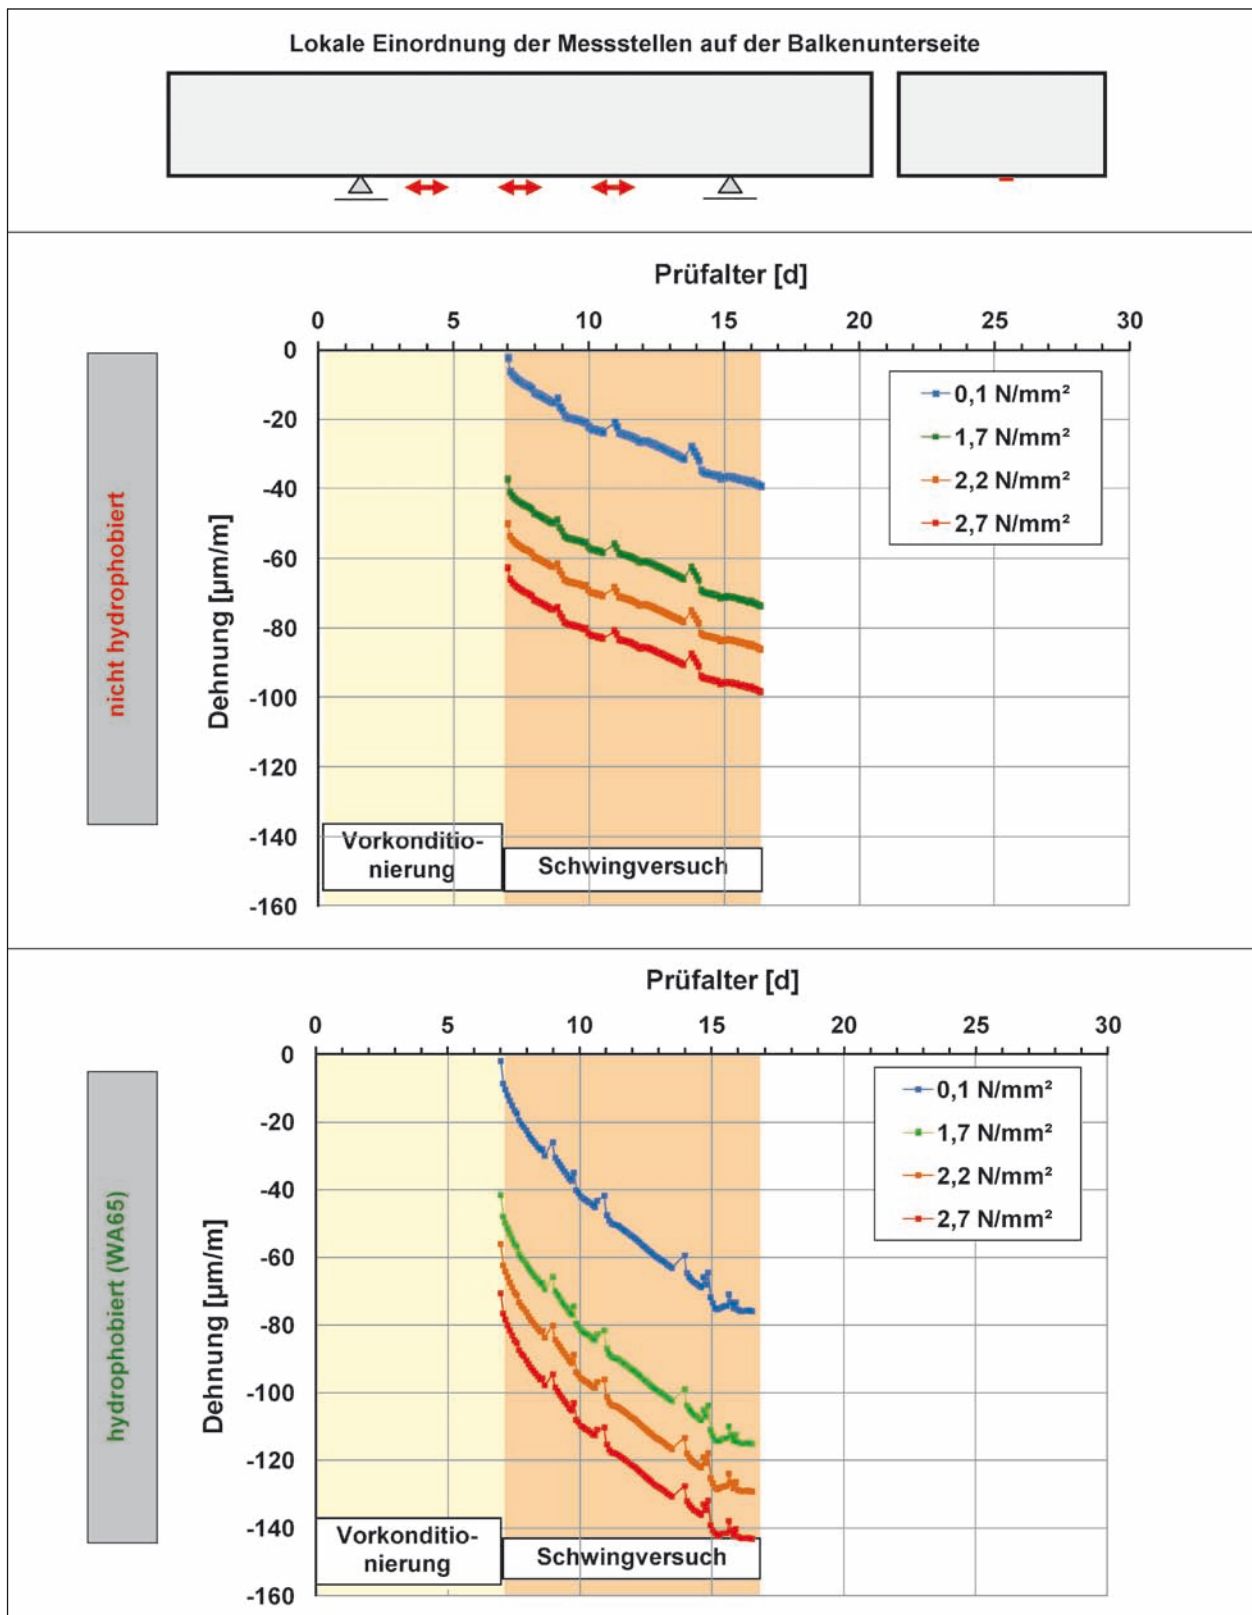 Lokale Einordnung der Messstellen auf der Balkenunterseite
Prüfalter [d]
0 5 10 15 20 25 30
nicht hydrophobiert
Dehnung [µm/m]
0
-20
-40
-60
-80
-100
-120
-140
-160
0,1 N/mm²
1,7 N/mm²
2,2 N/mm²
2,7 N/mm²
Vorkonditio-
nierung
Schwingversuch
Prüfalter [d]
0 5 10 15 20 25 30
hydrophobiert (WA65)
Dehnung [µm/m]
0
-20
-40
-60
-80
-100
-120
-140
-160
0,1 N/mm²
1,7 N/mm²
2,2 N/mm²
2,7 N/mm²
Vorkonditio-
nierung
Schwingversuch